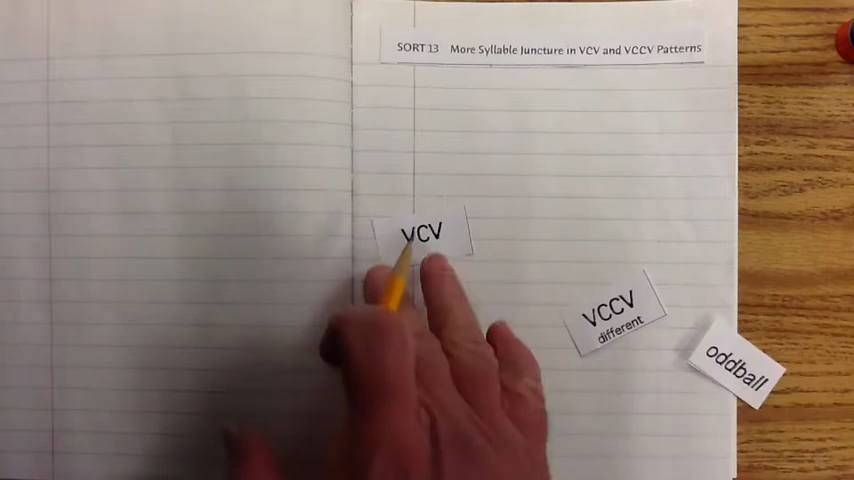 SORT 13 More Syllable Juncture in VCV and VCCV Patterns
VCV
VCCV
different
oddball